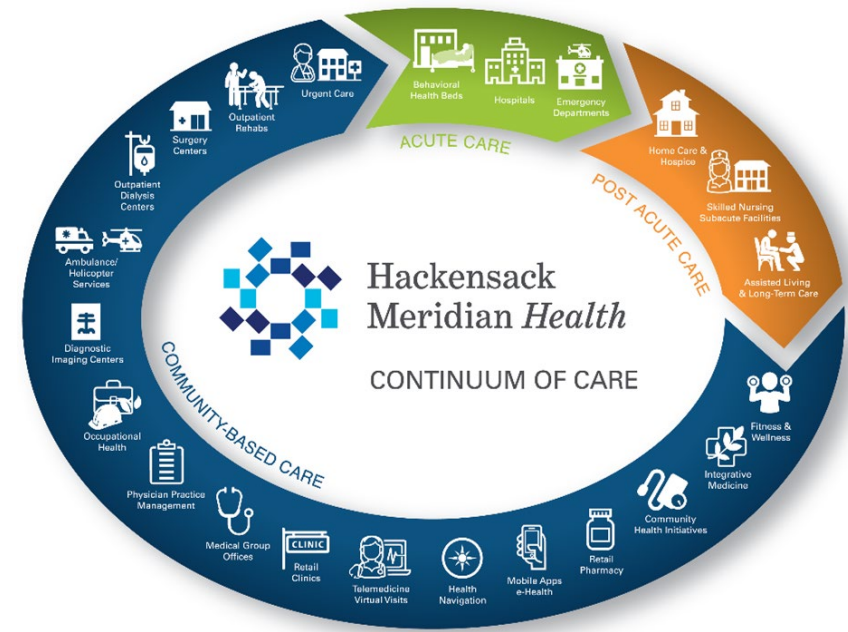 Urgent Care
Outpatient
Rehabs
Surgery
Centers
Outpatient
Dialysis
Centers
Ambulance/
Helicopter
Services
Diagnostic
Imaging Centers
Occupational
Health
Physician Practice
Management
Medical Group
Offices
CLINIC
Retail
Clinics
Telemedicine
Virtual Visits
Health
Navigation
Mobile Apps
e-Health
Retail
Pharmacy
Community
Health Initiatives
Integrative
Medicine
Fitness &
Wellness
COMMUNITY-BASED CARE
Behavioral
Health Beds
Hospitals
Emergency
Departments
ACUTE CARE
Home Care &
Hospice
Skilled Nursing
Subacute Facilities
Assisted Living
& Long-Term Care
POST ACUTE CARE
Hackensack
Meridian Health
CONTINUUM OF CARE